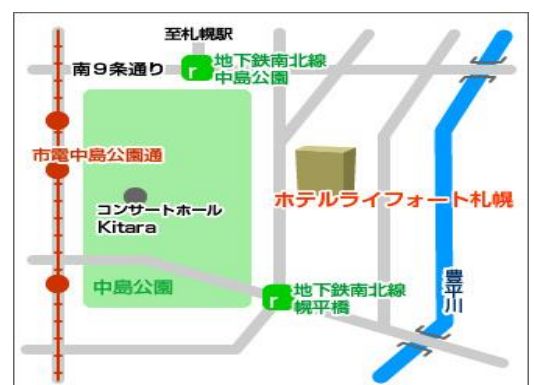 至札幌駅
地下鉄南北線
中島公園
南９条通り
市電中島公園通
コンサートホール
Kitara
ホテルライフォート札幌
中島公園
地下鉄南北線
幌平橋
豊平川